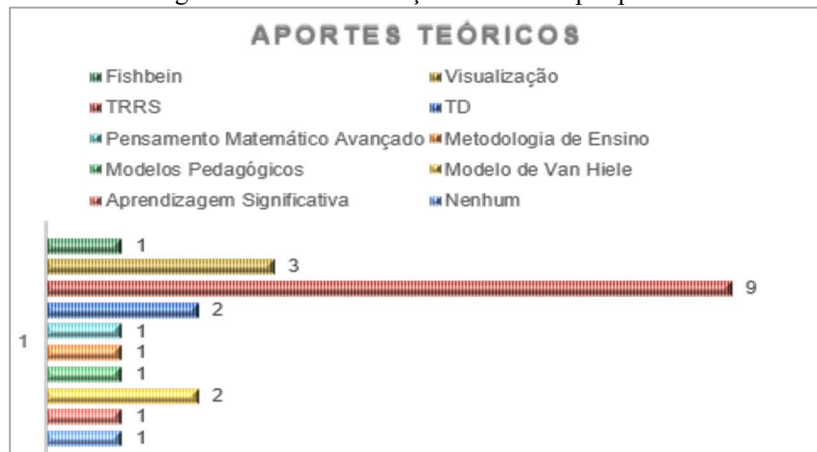 APORTES TEÓRICOS
Fishbein Visualização
TRRS TD
Pensamento Matemático Avançado Metodologia de Ensino
Modelos Pedagógicos Modelo de Van Hiele
Aprendizagem Significativa Nenhum
1
3
9
2
1
1
1
1
2
1
1